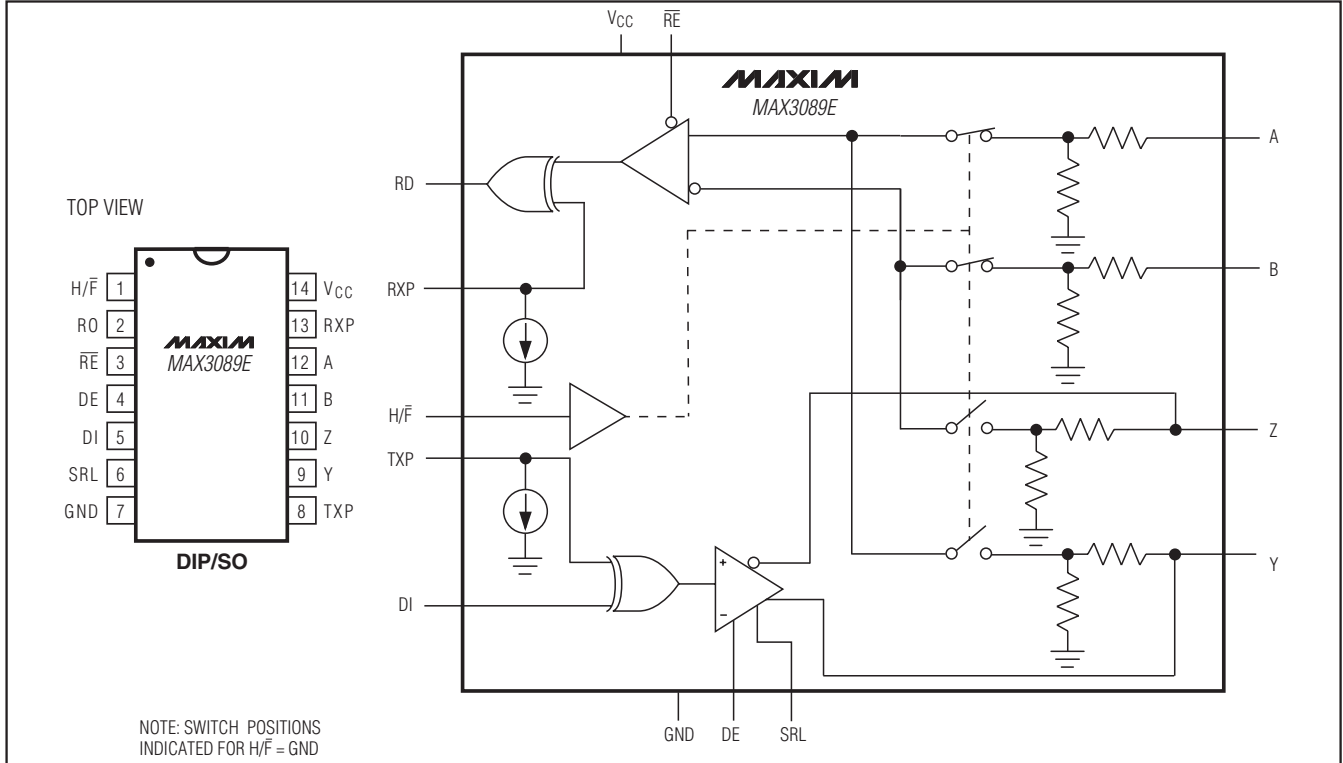 TOP VIEW
H/F̅ 1
RO 2
R̅E̅ 3
DE 4
DI 5
SRL 6
GND 7
MAXIM
MAX3089E
14 VCC
13 RXP
12 A
11 B
10 Z
9 Y
8 TXP
DIP/SO
NOTE: SWITCH POSITIONS
INDICATED FOR H/F̅ = GND
VCC
R̅E̅
MAXIM
MAX3089E
RD
RXP
H/F̅
TXP
DI
+
–
A
B
Z
Y
GND
DE
SRL